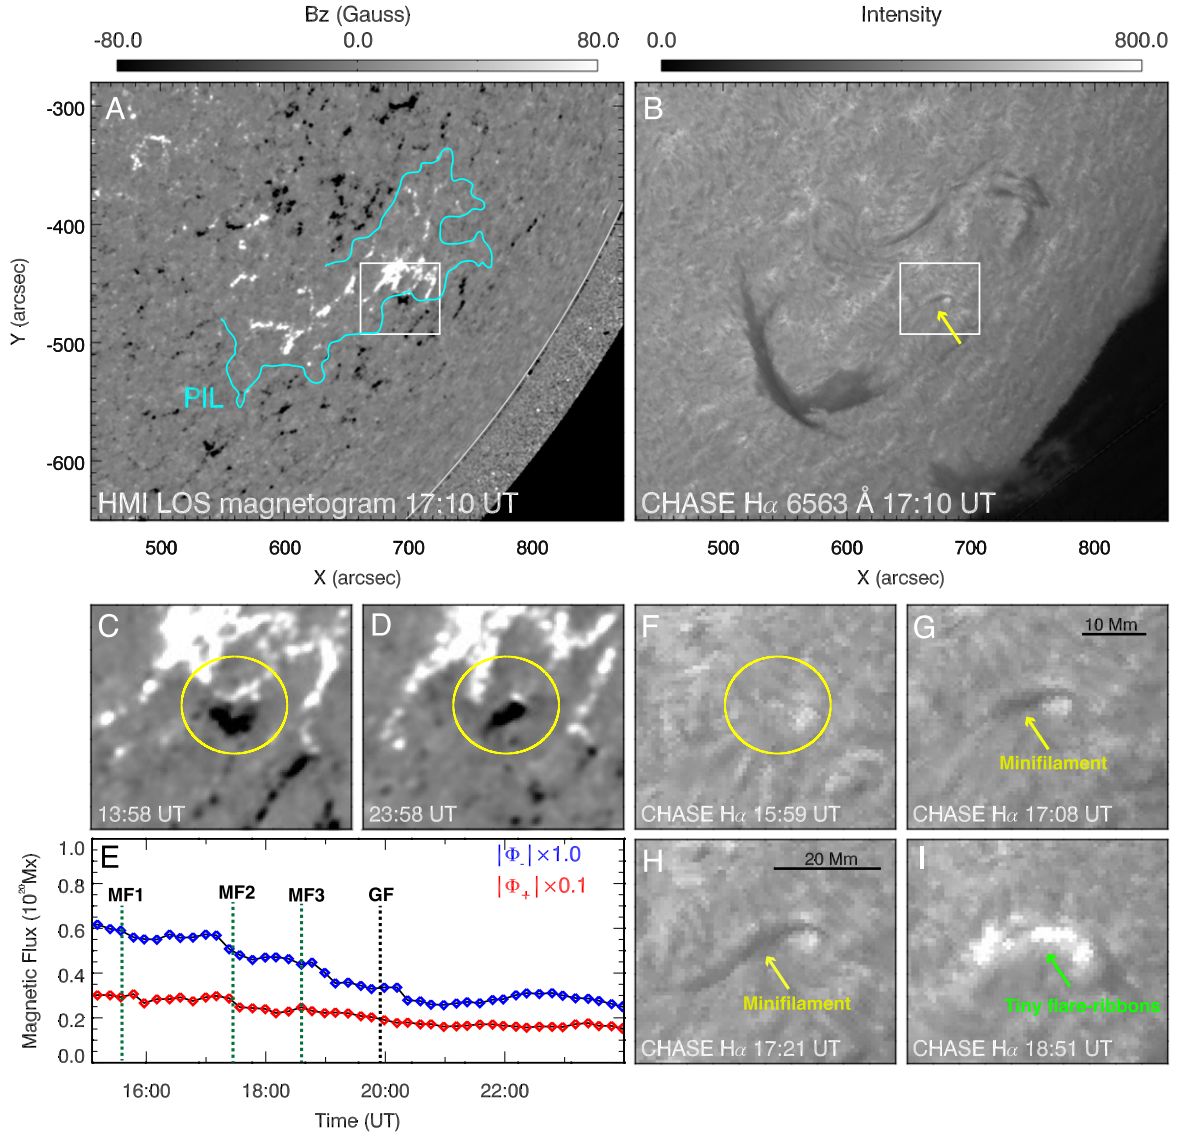 Bz (Gauss)
-80.0 0.0 80.0
Intensity
0.0 800.0
A
-300
-400
-500
-600
Y (arcsec)
PIL
HMI LOS magnetogram 17:10 UT
500 600 700 800
X (arcsec)
B
CHASE Hα 6563 Å 17:10 UT
500 600 700 800
X (arcsec)
C
13:58 UT
D
23:58 UT
F
CHASE Hα 15:59 UT
G
10 Mm
Minifilament
CHASE Hα 17:08 UT
E
|Φ-| ×1.0
|Φ+| ×0.1
MF1 MF2 MF3 GF
1.0
0.8
0.6
0.4
0.2
0.0
Magnetic Flux (10²⁰Mx)
16:00 18:00 20:00 22:00
Time (UT)
H
20 Mm
Minifilament
CHASE Hα 17:21 UT
I
Tiny flare-ribbons
CHASE Hα 18:51 UT